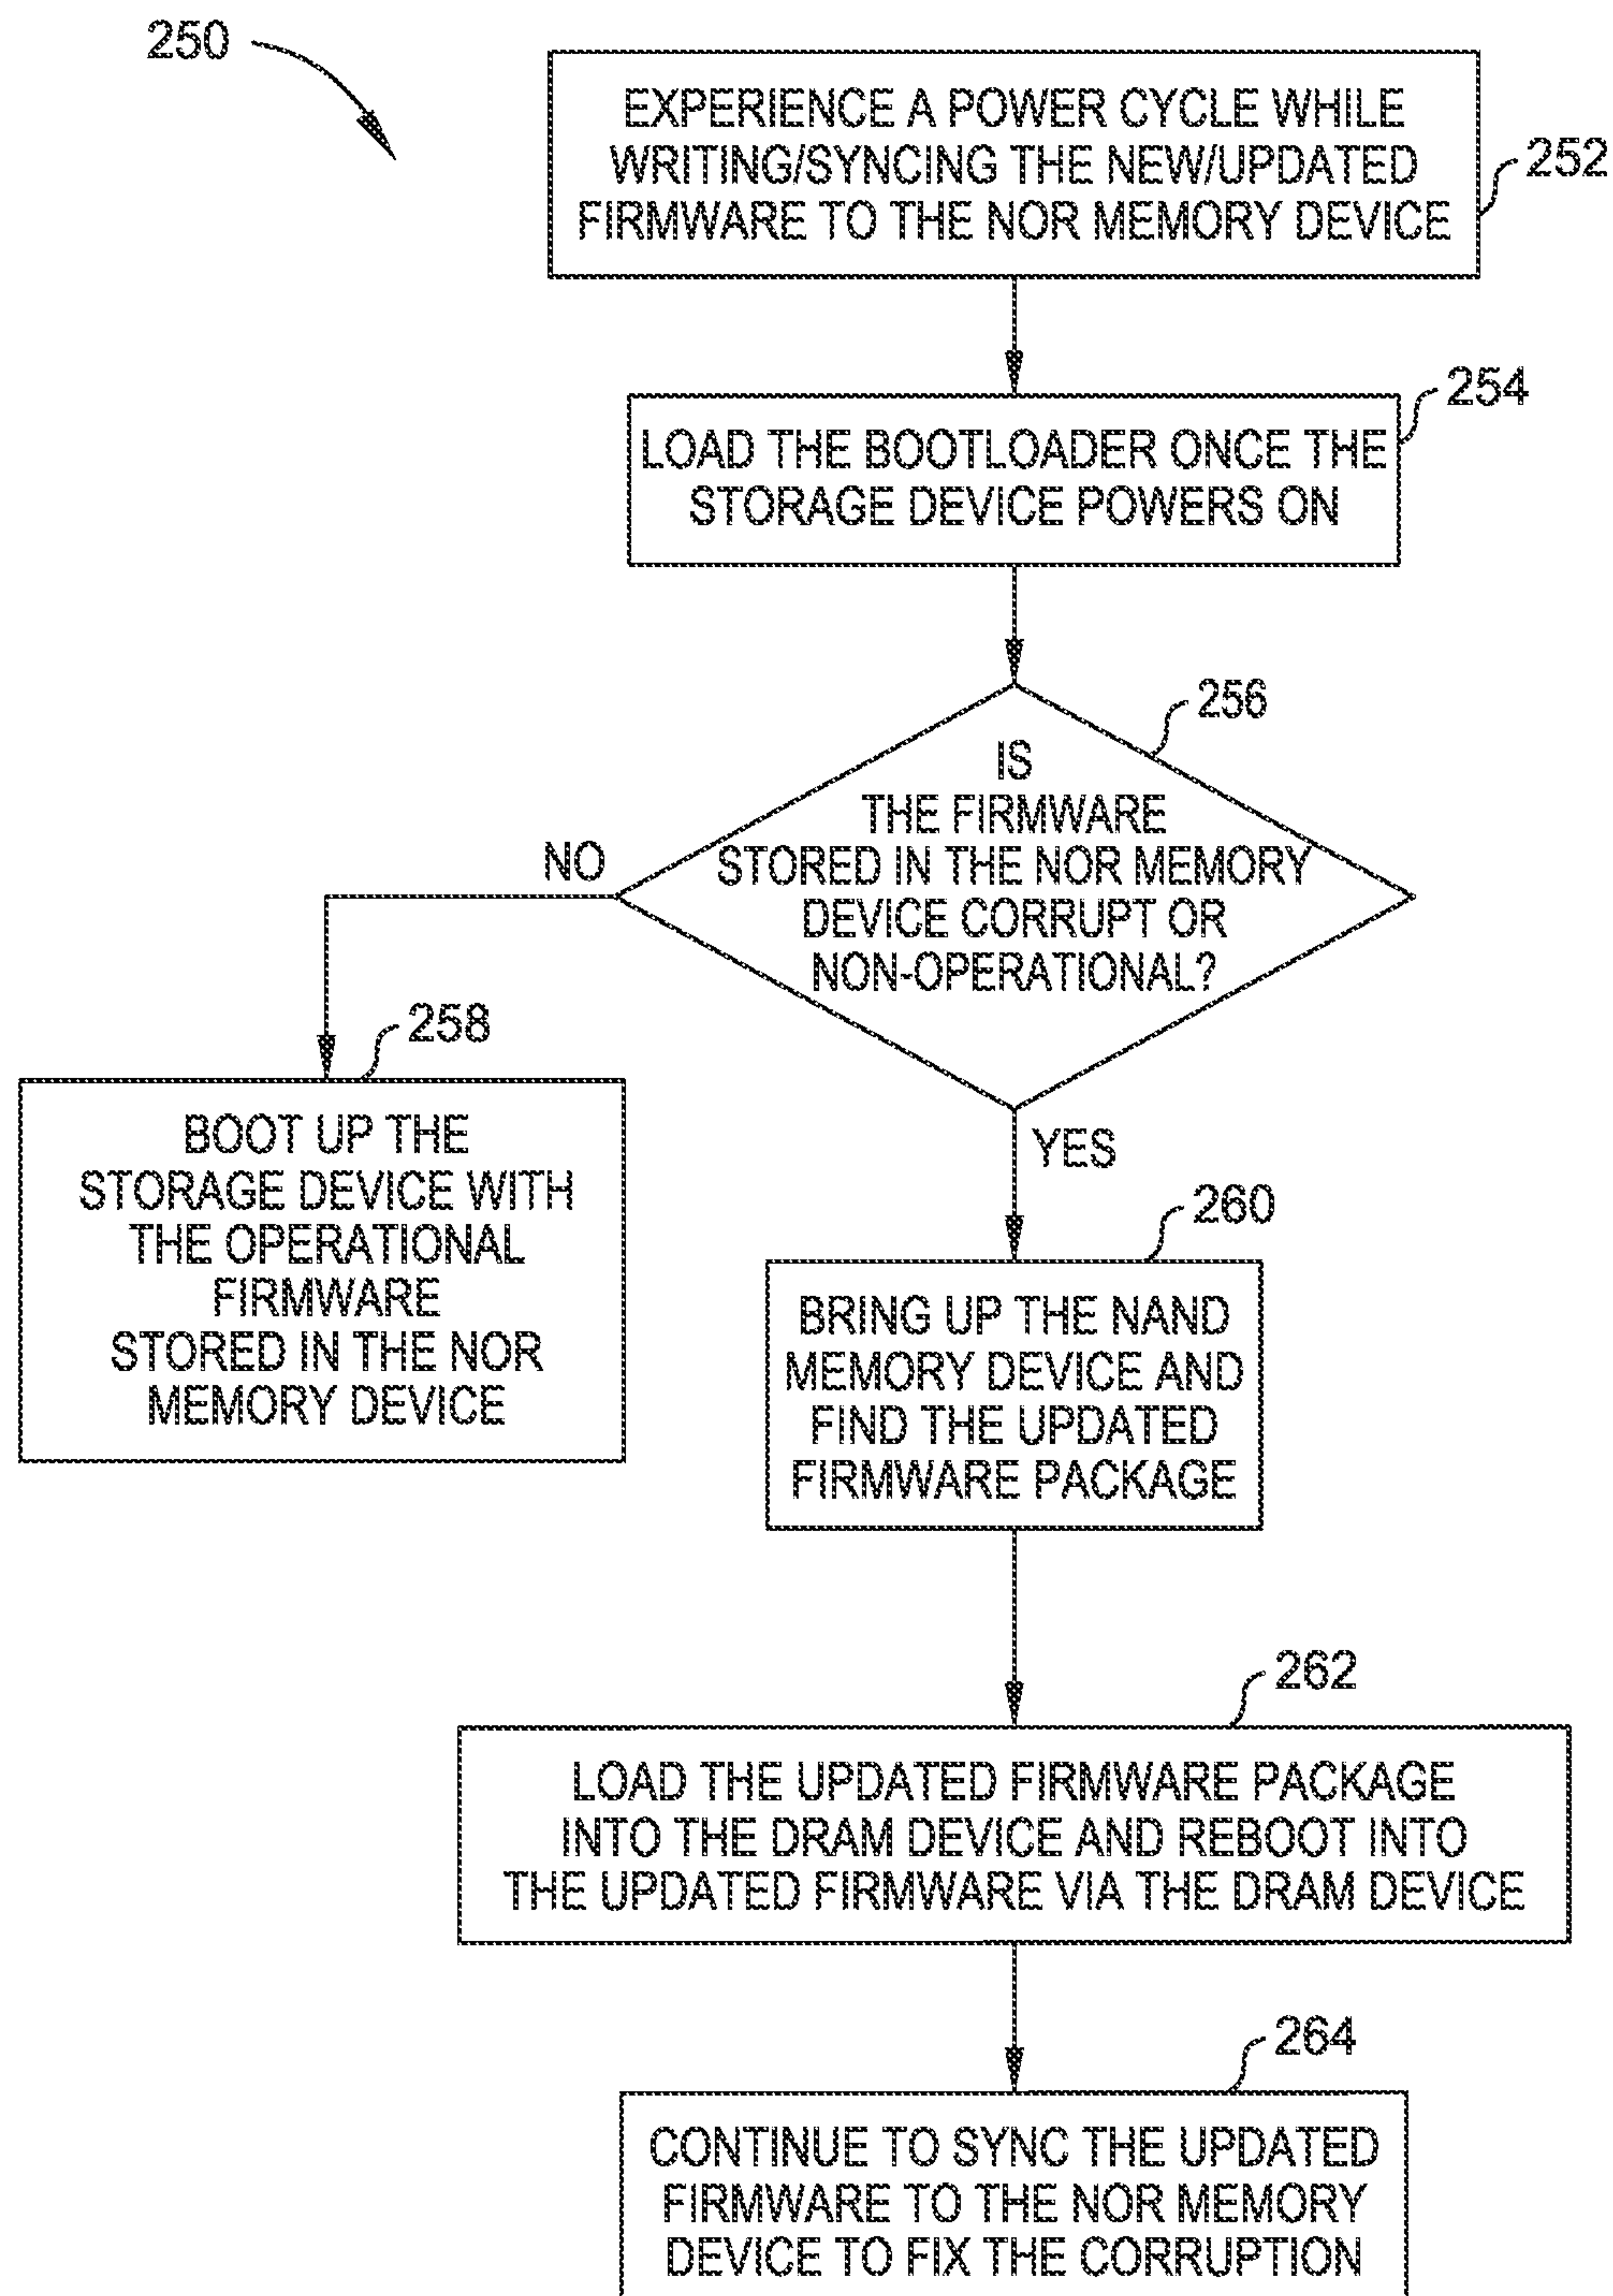 250
EXPERIENCE A POWER CYCLE WHILE
WRITING/SYNCING THE NEW/UPDATED
FIRMWARE TO THE NOR MEMORY DEVICE
252
254
LOAD THE BOOTLOADER ONCE THE
STORAGE DEVICE POWERS ON
256
IS
THE FIRMWARE
STORED IN THE NOR MEMORY
DEVICE CORRUPT OR
NON-OPERATIONAL?
NO
258
BOOT UP THE
STORAGE DEVICE WITH
THE OPERATIONAL
FIRMWARE
STORED IN THE NOR
MEMORY DEVICE
YES
260
BRING UP THE NAND
MEMORY DEVICE AND
FIND THE UPDATED
FIRMWARE PACKAGE
262
LOAD THE UPDATED FIRMWARE PACKAGE
INTO THE DRAM DEVICE AND REBOOT INTO
THE UPDATED FIRMWARE VIA THE DRAM DEVICE
264
CONTINUE TO SYNC THE UPDATED
FIRMWARE TO THE NOR MEMORY
DEVICE TO FIX THE CORRUPTION